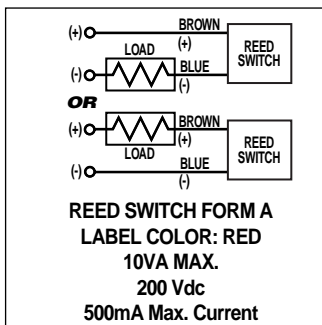 (+) BROWN
(+)
LOAD REED
SWITCH
(-) BLUE
(-)
OR
(+) BROWN
(+)
LOAD REED
SWITCH
BLUE
(-)
(-)
REED SWITCH FORM A
LABEL COLOR: RED
10VA MAX.
200 Vdc
500mA Max. Current